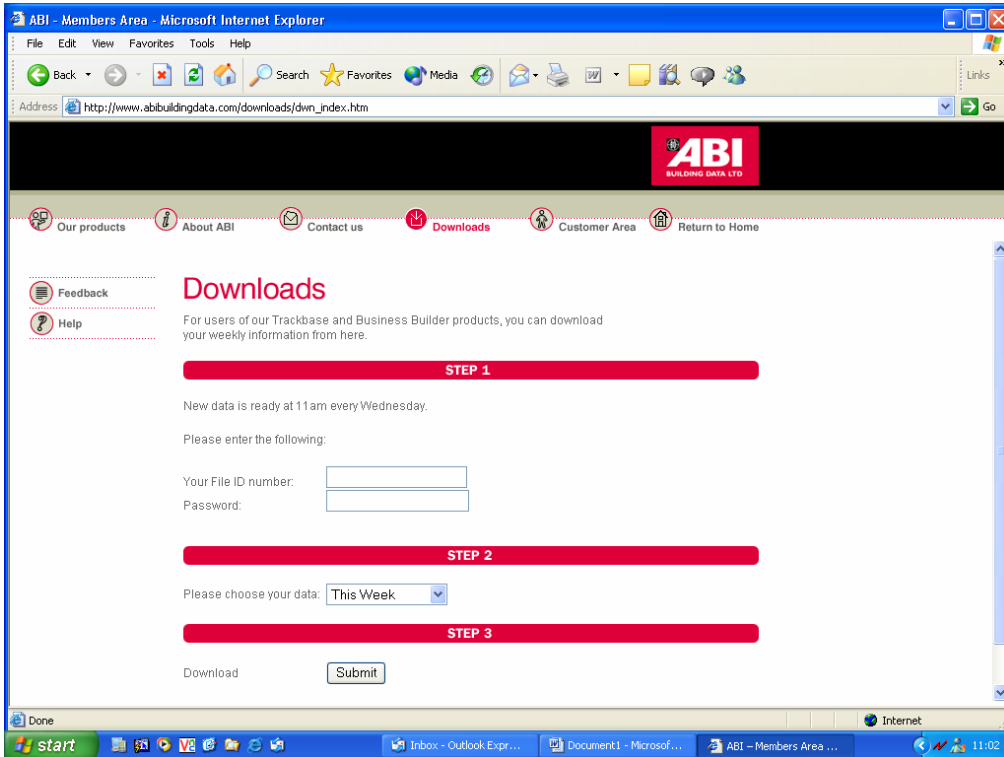 ABI - Members Area - Microsoft Internet Explorer
File Edit View Favorites Tools Help
Back Search Favorites Media W Links »
Address http://www.abibuildingdata.com/downloads/dwn_index.htm Go
ABI
BUILDING DATA LTD
Our products About ABI Contact us Downloads Customer Area Return to Home
Feedback
Help
Downloads
For users of our Trackbase and Business Builder products, you can download
your weekly information from here.
STEP 1
New data is ready at 11am every Wednesday.
Please enter the following:
Your File ID number:
Password:
STEP 2
Please choose your data: This Week
STEP 3
Download Submit
Done Internet
start Inbox - Outlook Expr... Document1 - Microsof... ABI – Members Area ... 11:02